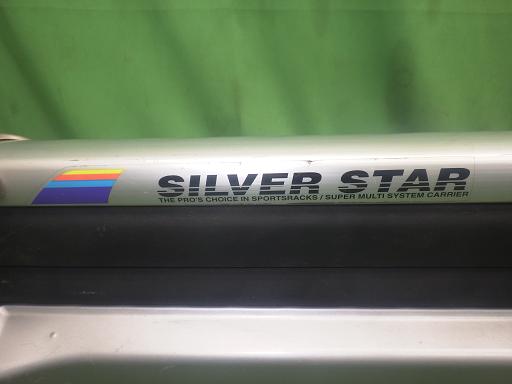 SILVER STAR
THE PRO'S CHOICE IN SPORTSRACKS / SUPER MULTI SYSTEM CARRIER